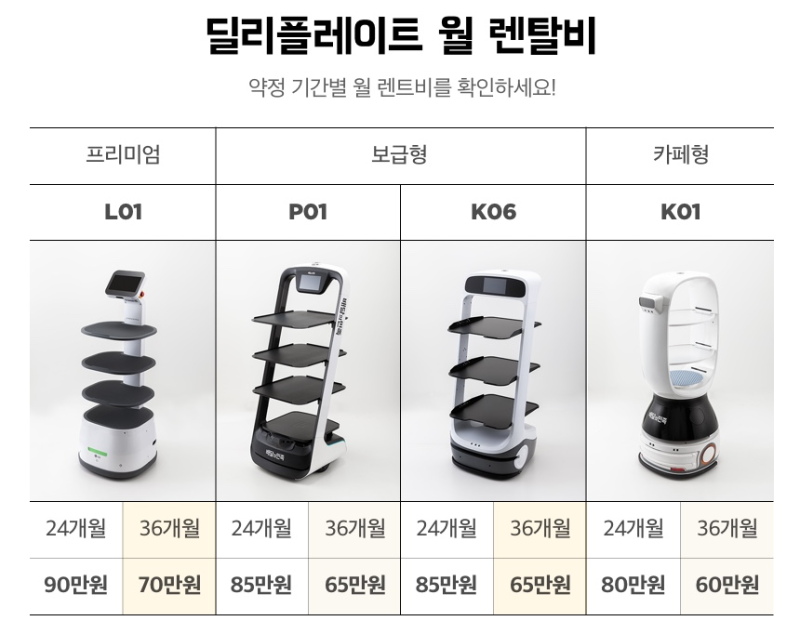 딜리플레이트 월 렌탈비
약정 기간별 월 렌트비를 확인하세요!
프리미엄 보급형 카페형
L01 P01 K06 K01
24개월 36개월 24개월 36개월 24개월 36개월 24개월 36개월
90만원 70만원 85만원 65만원 85만원 65만원 80만원 60만원